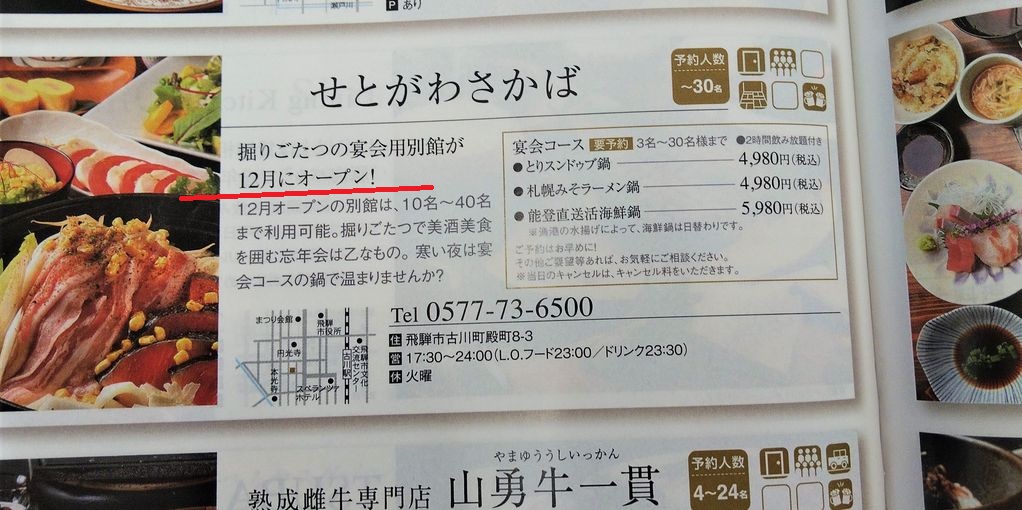 瀬戸川
P あり
せとがわさかば
予約人数
〜30名
掘りごたつの宴会用別館が
12月にオープン!
12月オープンの別館は、10名〜40名
まで利用可能。掘りごたつで美酒美食
を囲む忘年会は乙なもの。寒い夜は宴
会コースの鍋で温まりませんか?
宴会コース 要予約 3名〜30名様まで ●2時間飲み放題付き
●とりスンドゥブ鍋 4,980円(税込)
●札幌みそラーメン鍋 4,980円(税込)
●能登直送活海鮮鍋 5,980円(税込)
※漁港の水揚げによって、海鮮鍋は日替わりです。
ご予約はお早めに!
その他ご要望等あれば、お気軽にご相談ください。
※当日のキャンセルは、キャンセル料をいただきます。
Tel 0577-73-6500
住 飛騨市古川町殿町8-3
営 17:30〜24:00(L.O.フード23:00/ドリンク23:30)
休 火曜
まつり会館
飛騨市役所
円光寺
本光寺
スペランツァホテル
古川駅
飛騨市文化交流センター
やまゆううしいっかん
熟成雌牛専門店 山勇牛一貫
予約人数
4〜24名